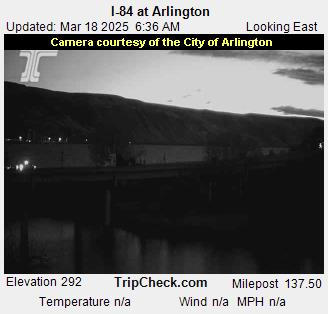 I-84 at Arlington
Updated: Mar 18 2025 6:36 AM Looking East
Camera courtesy of the City of Arlington
Elevation 292 TripCheck.com Milepost 137.50
Temperature n/a Wind n/a MPH n/a